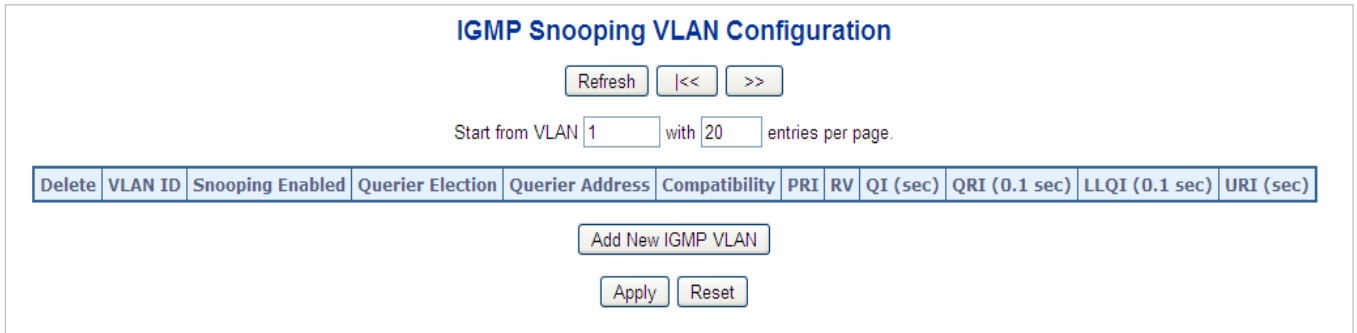 IGMP Snooping VLAN Configuration
Refresh |<< >>
Start from VLAN 1 with 20 entries per page.
Delete VLAN ID Snooping Enabled Querier Election Querier Address Compatibility PRI RV QI (sec) QRI (0.1 sec) LLQI (0.1 sec) URI (sec)
Add New IGMP VLAN
Apply Reset